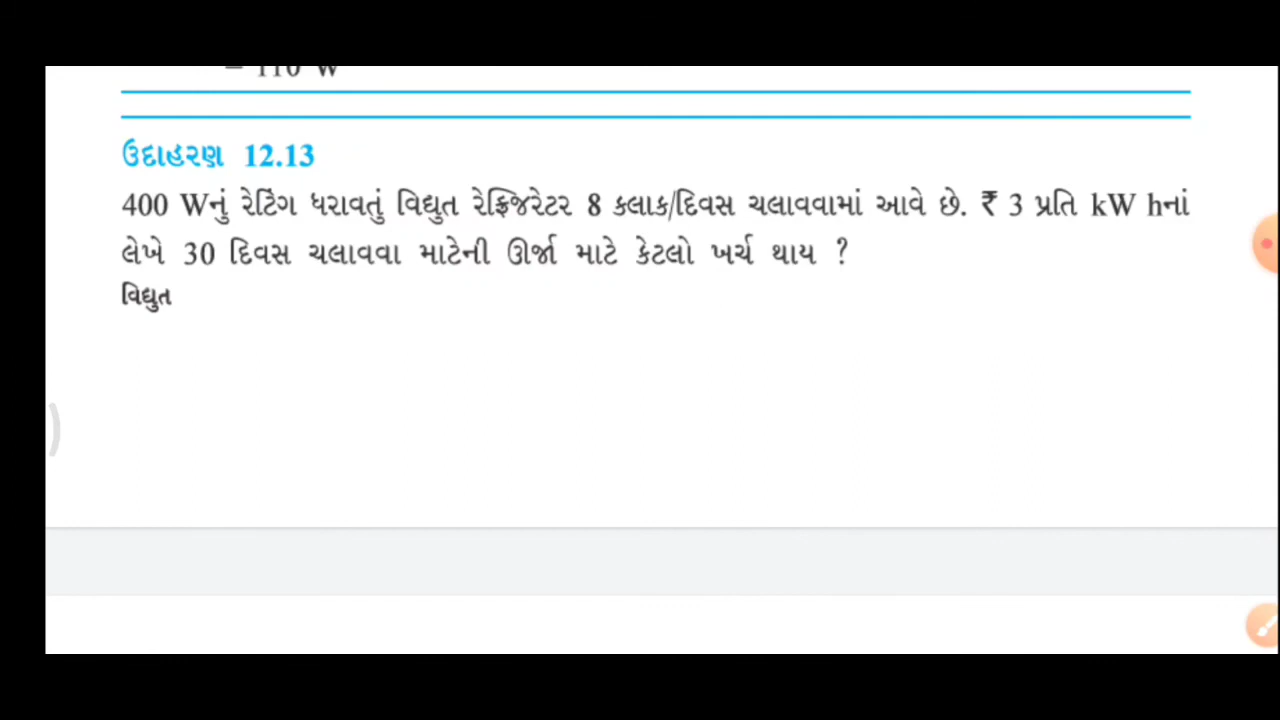 = 110 W
ઉદાહરણ 12.13
400 Wનું રેટિંગ ધરાવતું વિદ્યુત રેફ્રિજરેટર 8 કલાક/દિવસ ચલાવવામાં આવે છે. ₹ 3 પ્રતિ kW hનાં
લેખે 30 દિવસ ચલાવવા માટેની ઊર્જા માટે કેટલો ખર્ચ થાય ?
વિદ્યુત